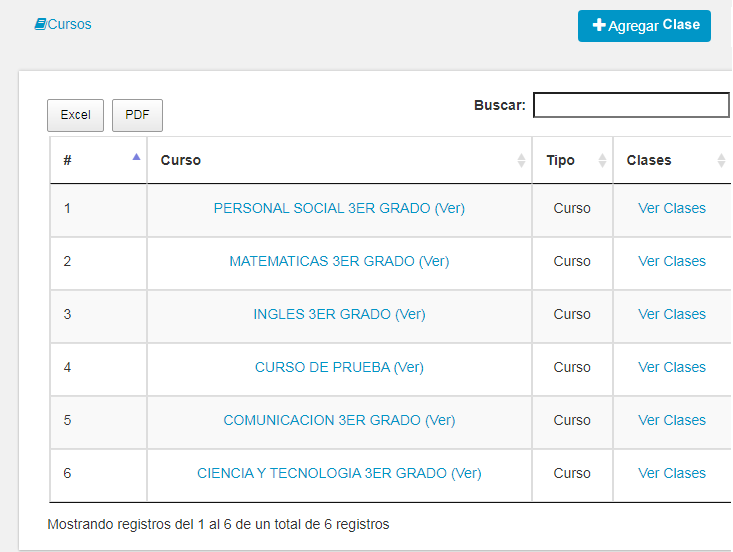 Cursos
Agregar Clase
Excel PDF
Buscar:
# Curso Tipo Clases
1 PERSONAL SOCIAL 3ER GRADO (Ver) Curso Ver Clases
2 MATEMATICAS 3ER GRADO (Ver) Curso Ver Clases
3 INGLES 3ER GRADO (Ver) Curso Ver Clases
4 CURSO DE PRUEBA (Ver) Curso Ver Clases
5 COMUNICACION 3ER GRADO (Ver) Curso Ver Clases
6 CIENCIA Y TECNOLOGIA 3ER GRADO (Ver) Curso Ver Clases
Mostrando registros del 1 al 6 de un total de 6 registros